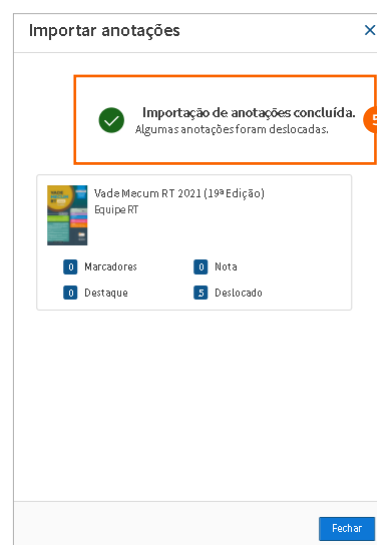 Importar anotações
Importação de anotações concluída.
Algumas anotações foram deslocadas.
5
Vade Mecum RT 2021 (19ª Edição)
Equipe RT
0 Marcadores
0 Nota
0 Destaque
5 Deslocado
Fechar